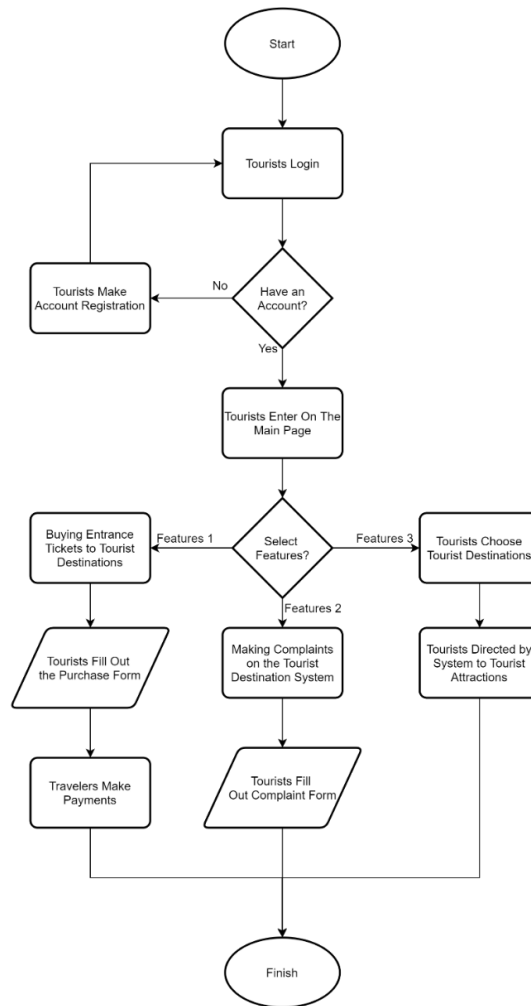 Start
Tourists Login
Have an
Account?
No
Tourists Make
Account Registration
Yes
Tourists Enter On The
Main Page
Select
Features?
Features 1
Buying Entrance
Tickets to Tourist
Destinations
Tourists Fill Out
the Purchase Form
Travelers Make
Payments
Features 2
Making Complaints
on the Tourist
Destination System
Tourists Fill
Out Complaint Form
Features 3
Tourists Choose
Tourist Destinations
Tourists Directed by
System to Tourist
Attractions
Finish